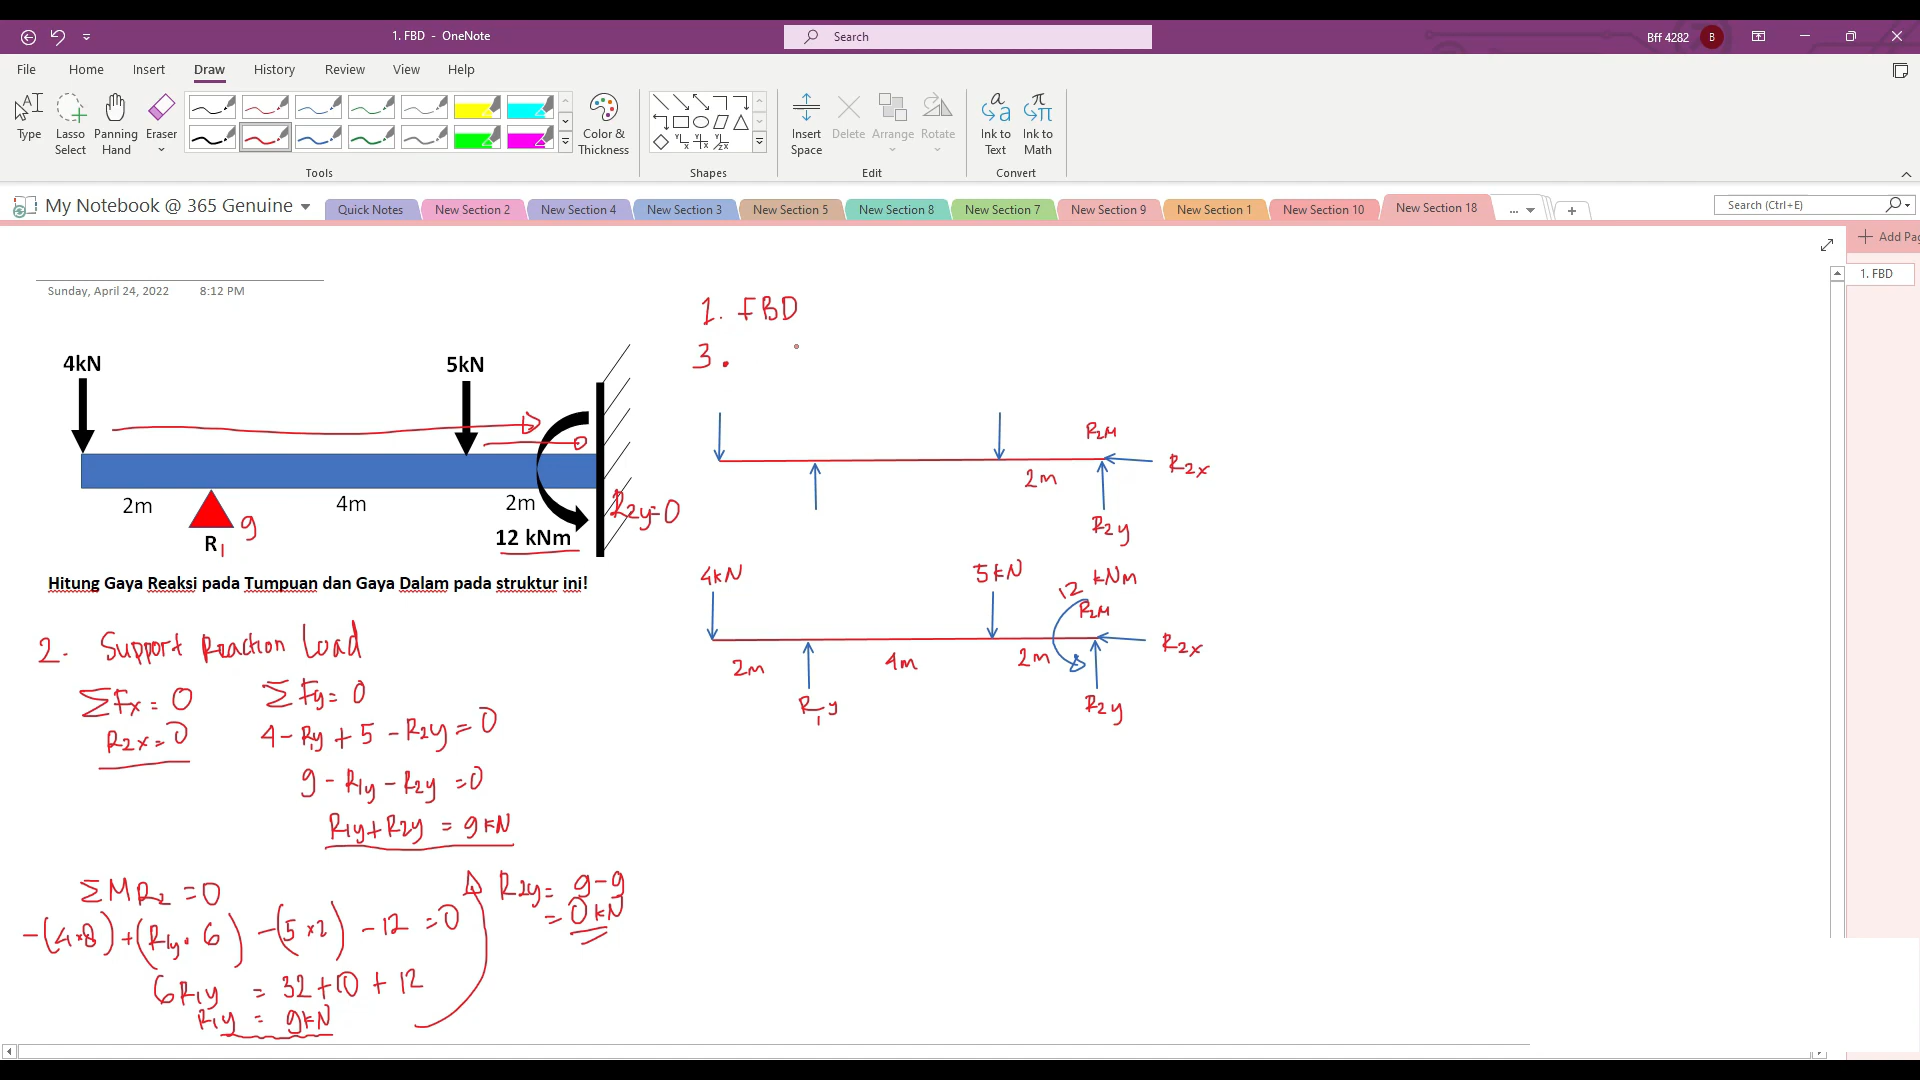 1. FBD - OneNote
Search
Bff 4282
B
File Home Insert Draw History Review View Help
Type
Lasso Select
Panning Hand
Eraser
Color & Thickness
Insert Space
Delete
Arrange
Rotate
Ink to Text
Ink to Math
Tools Shapes Edit Convert
My Notebook @ 365 Genuine
Quick Notes New Section 2 New Section 4 New Section 3 New Section 5 New Section 8 New Section 7 New Section 9 New Section 1 New Section 10 New Section 18 ...
Search (Ctrl+E)
Add Pag
1. FBD
Sunday, April 24, 2022 8:12 PM
4kN
5kN
2m
4m
2m
R1
9
12 kNm
R2y=0
Hitung Gaya Reaksi pada Tumpuan dan Gaya Dalam pada struktur ini!
2. Support Reaction Load
ΣFx = 0
R2x = 0
ΣFy = 0
4 - R1y + 5 - R2y = 0
9 - R1y - R2y = 0
R1y + R2y = 9 kN
ΣMR2 = 0
-(4*8) + (R1y . 6) - (5 x 2) - 12 = 0
6R1y = 32 + 10 + 12
R1y = 9kN
R2y = 9 - 9
= 0 kN
1. FBD
3.
R2M
2m
R2x
R2y
4kN
5kN
12 kNm
R2M
R2x
2m
4m
2m
R1y
R2y